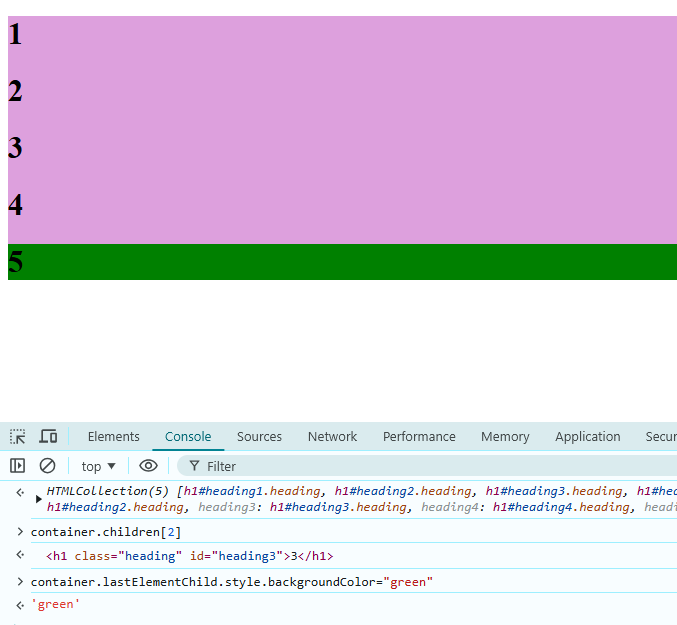 1
2
3
4
5
Elements Console Sources Network Performance Memory Application Secur
top Filter
HTMLCollection(5) [h1#heading1.heading, h1#heading2.heading, h1#heading3.heading, h1#hea
h1#heading2.heading, heading3: h1#heading3.heading, heading4: h1#heading4.heading, headi
container.children[2]
<h1 class="heading" id="heading3">3</h1>
container.lastElementChild.style.backgroundColor="green"
'green'